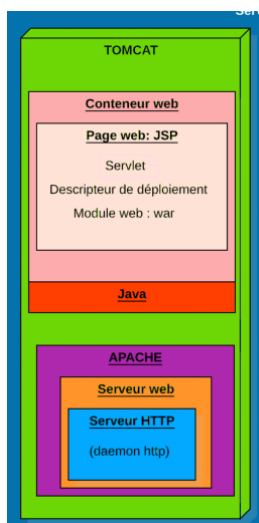 TOMCAT
Conteneur web
Page web: JSP
Servlet
Descripteur de déploiement
Module web : war
Java
APACHE
Serveur web
Serveur HTTP
(daemon http)